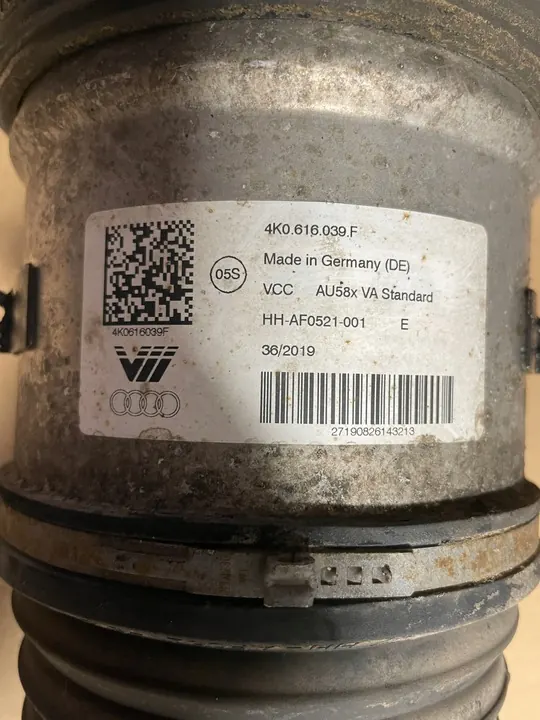 4K0.616.039.F
Made in Germany (DE)
05S
VCC AU58x VA Standard
4K0616039F
HH-AF0521-001 E
36/2019
27190826143213